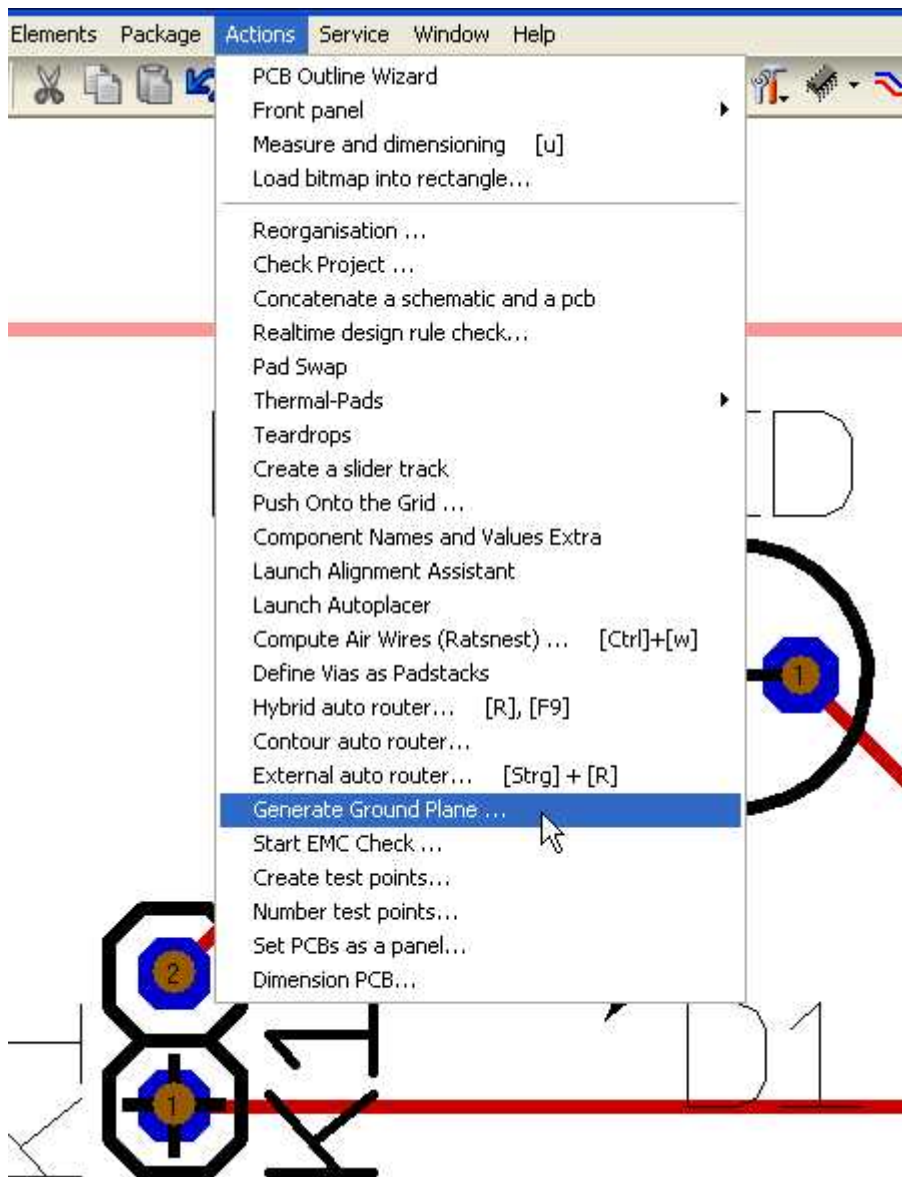 Elements Package Actions Service Window Help
PCB Outline Wizard
Front panel
Measure and dimensioning [u]
Load bitmap into rectangle...
Reorganisation ...
Check Project ...
Concatenate a schematic and a pcb
Realtime design rule check...
Pad Swap
Thermal-Pads
Teardrops
Create a slider track
Push Onto the Grid ...
Component Names and Values Extra
Launch Alignment Assistant
Launch Autoplacer
Compute Air Wires (Ratsnest) ... [Ctrl]+[w]
Define Vias as Padstacks
Hybrid auto router... [R], [F9]
Contour auto router...
External auto router... [Strg] + [R]
Generate Ground Plane ...
Start EMC Check ...
Create test points...
Number test points...
Set PCBs as a panel...
Dimension PCB...
D
1
2
1
K1
D1